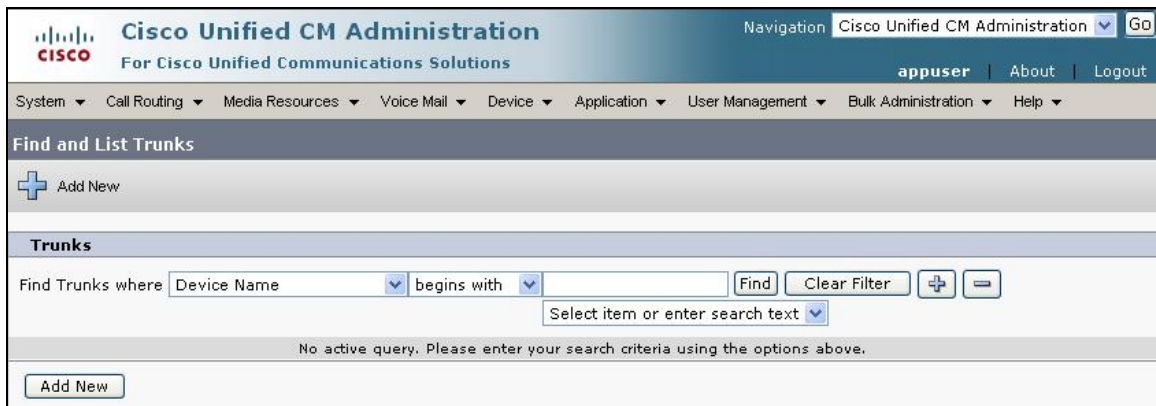 Cisco Unified CM Administration
For Cisco Unified Communications Solutions
CISCO
Navigation Cisco Unified CM Administration Go
appuser | About | Logout
System Call Routing Media Resources Voice Mail Device Application User Management Bulk Administration Help
Find and List Trunks
Add New
Trunks
Find Trunks where Device Name begins with Find Clear Filter
Select item or enter search text
No active query. Please enter your search criteria using the options above.
Add New